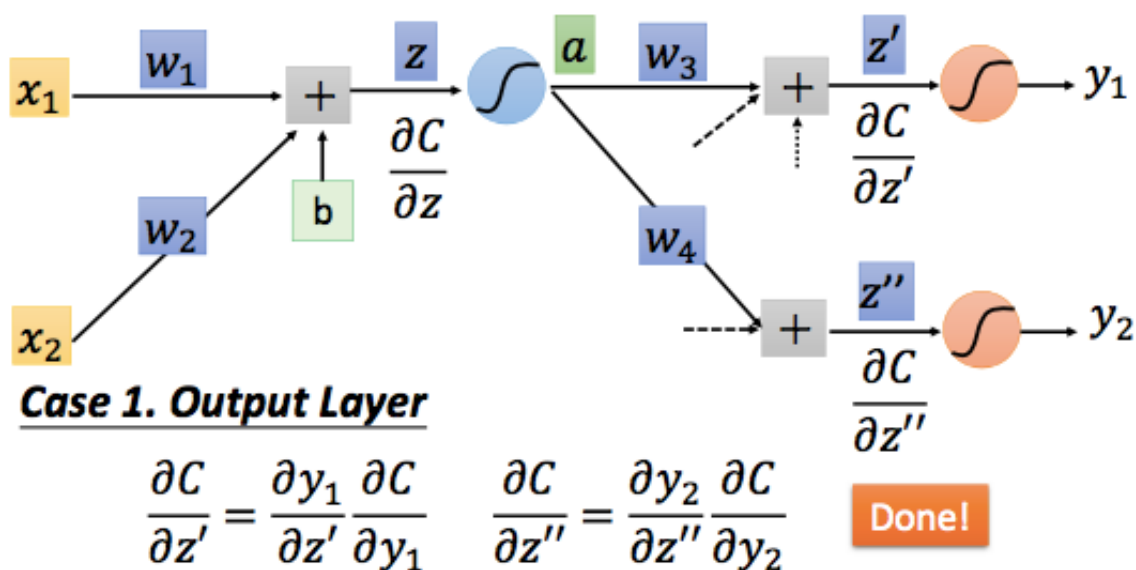 x₁ w₁ + z a w₃ + z′ y₁
∂C/∂z ∂C/∂z′
b
w₂ w₄
x₂ + z′′ y₂
Case 1. Output Layer
∂C/∂z′′
∂C/∂z′ = ∂y₁/∂z′ ∂C/∂y₁ ∂C/∂z′′ = ∂y₂/∂z′′ ∂C/∂y₂ Done!